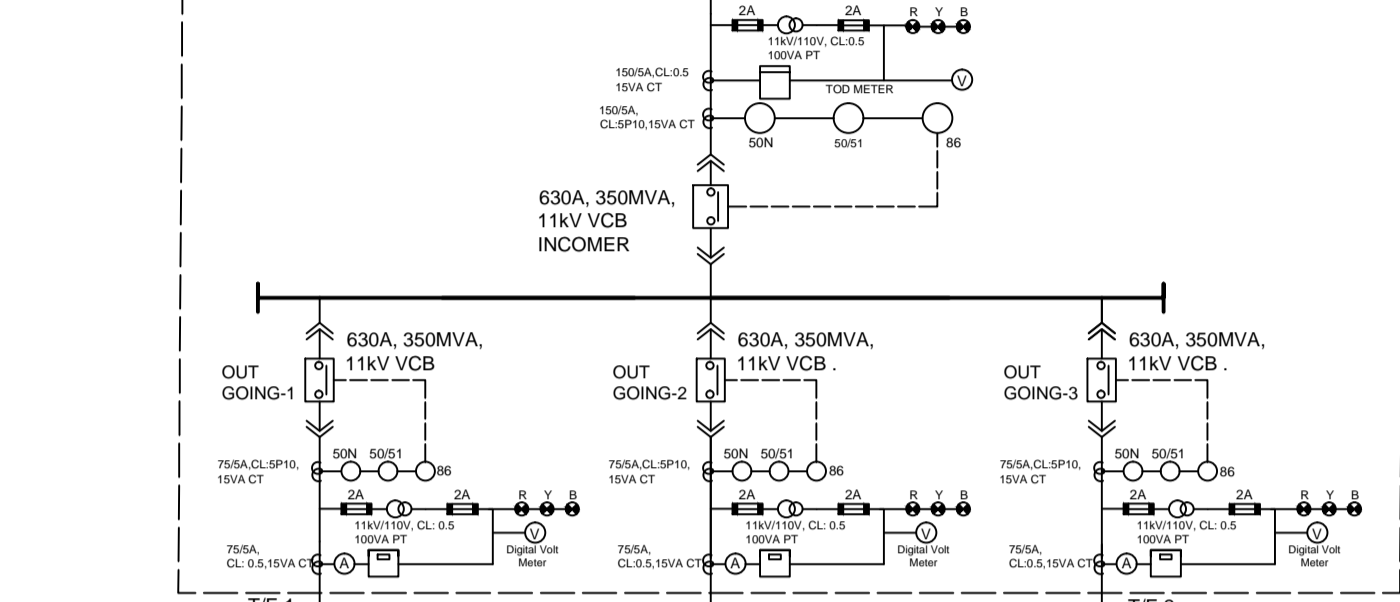 2A
2A
R Y B
11kV/110V, CL:0.5
100VA PT
150/5A,CL:0.5
15VA CT
TOD METER
V
150/5A,
CL:5P10,15VA CT
50N
50/51
86
630A, 350MVA,
11kV VCB
INCOMER
630A, 350MVA,
11kV VCB
OUT
GOING-1
75/5A,CL:5P10,
15VA CT
50N 50/51
86
2A
2A
R Y B
11kV/110V, CL: 0.5
100VA PT
V
Digital Volt
Meter
75/5A,
CL: 0.5,15VA CT
A
630A, 350MVA,
11kV VCB .
OUT
GOING-2
75/5A,CL:5P10,
15VA CT
50N 50/51
86
2A
2A
R Y B
11kV/110V, CL: 0.5
100VA PT
V
Digital Volt
Meter
75/5A,
CL:0.5,15VA CT
A
630A, 350MVA,
11kV VCB .
OUT
GOING-3
75/5A,CL:5P10,
15VA CT
50N 50/51
86
2A
2A
R Y B
11kV/110V, CL: 0.5
100VA PT
V
Digital Volt
Meter
75/5A,
CL:0.5,15VA CT
A